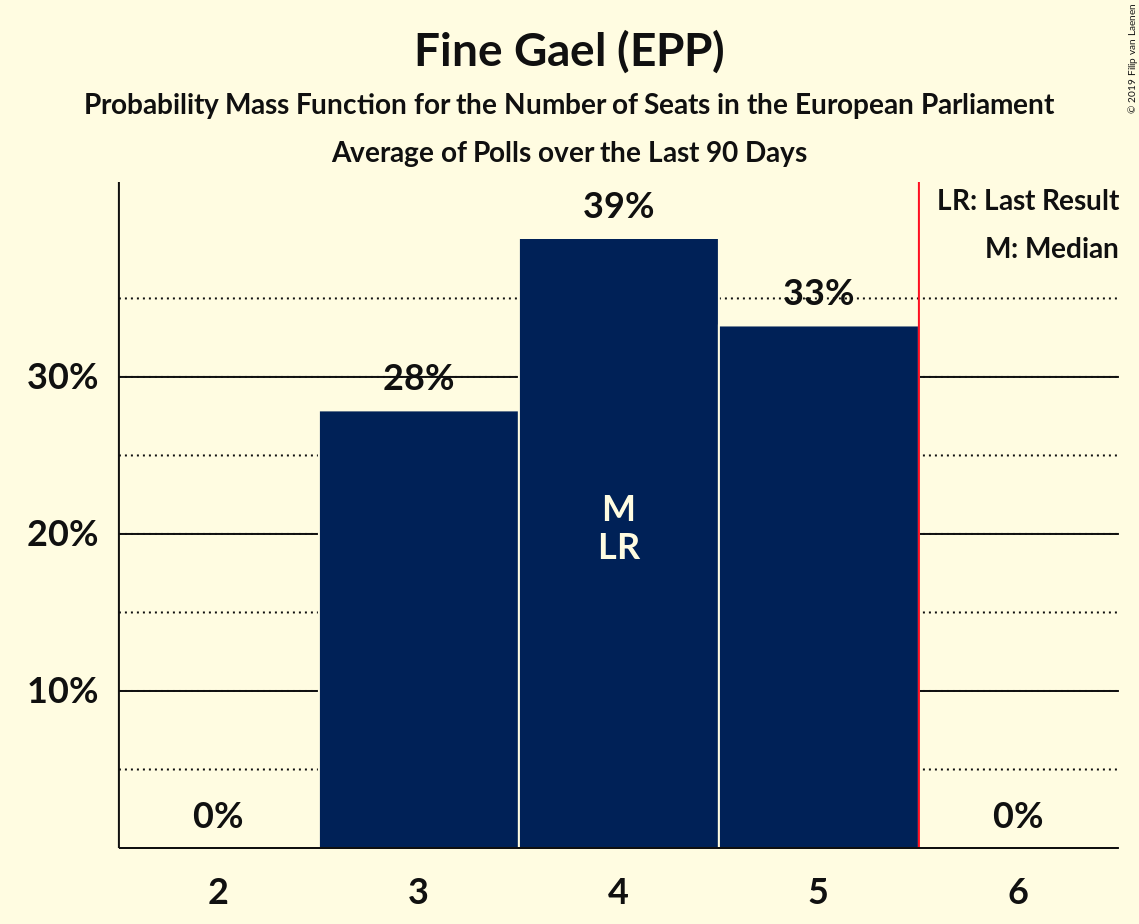 Fine Gael (EPP)
Probability Mass Function for the Number of Seats in the European Parliament
Average of Polls over the Last 90 Days
© 2019 Filip van Laenen
LR: Last Result
M: Median
39%
33%
28%
30%
20%
10%
M
LR
0%
0%
2 3 4 5 6